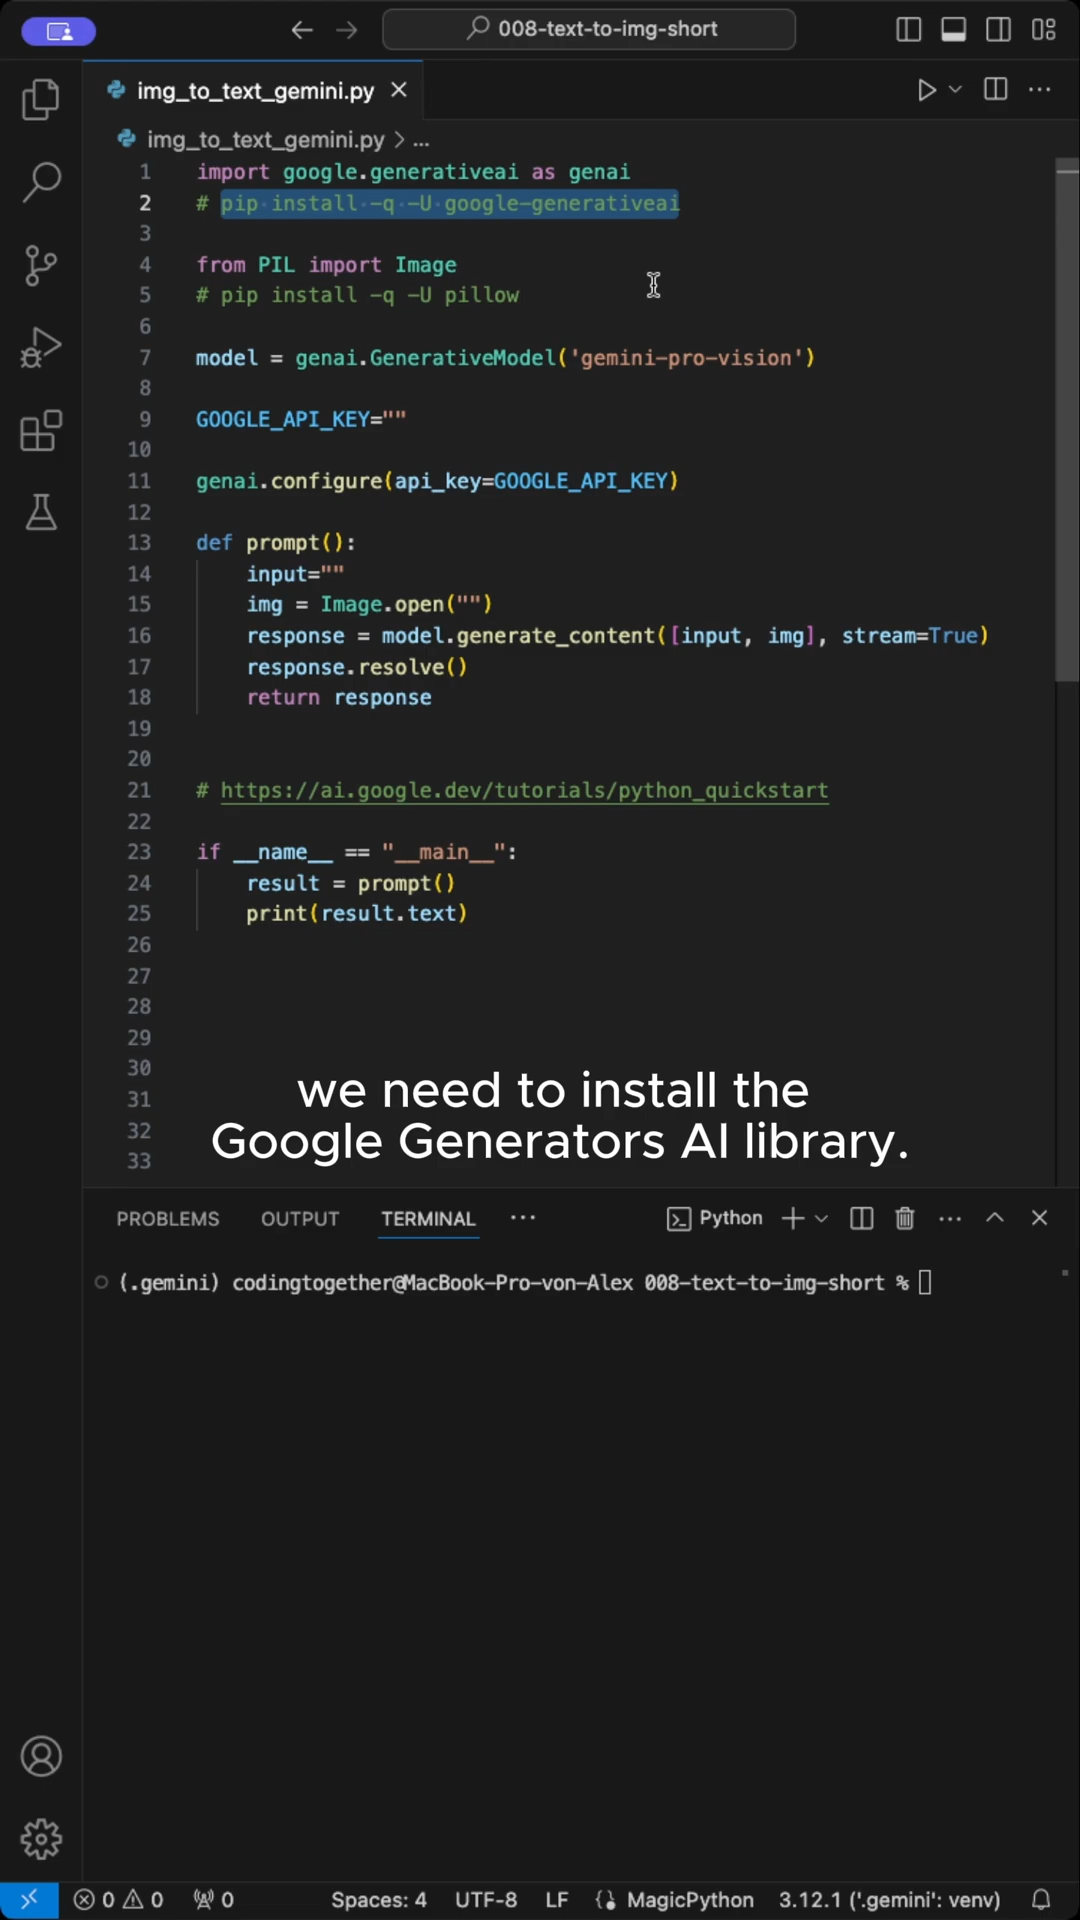 008-text-to-img-short
img_to_text_gemini.py
img_to_text_gemini.py > ...
1 import google.generativeai as genai
2 # pip install -q -U google-generativeai
3
4 from PIL import Image
5 # pip install -q -U pillow
6
7 model = genai.GenerativeModel('gemini-pro-vision')
8
9 GOOGLE_API_KEY=""
10
11 genai.configure(api_key=GOOGLE_API_KEY)
12
13 def prompt():
14     input=""
15     img = Image.open("")
16     response = model.generate_content([input, img], stream=True)
17     response.resolve()
18     return response
19
20
21 # https://ai.google.dev/tutorials/python_quickstart
22
23 if __name__ == "__main__":
24     result = prompt()
25     print(result.text)
26
27
28
29
30
31
32
33
we need to install the
Google Generators AI library.
PROBLEMS OUTPUT TERMINAL ... Python
(.gemini) codingtogether@MacBook-Pro-von-Alex 008-text-to-img-short %
0 0 0 Spaces: 4 UTF-8 LF MagicPython 3.12.1 ('.gemini': venv)